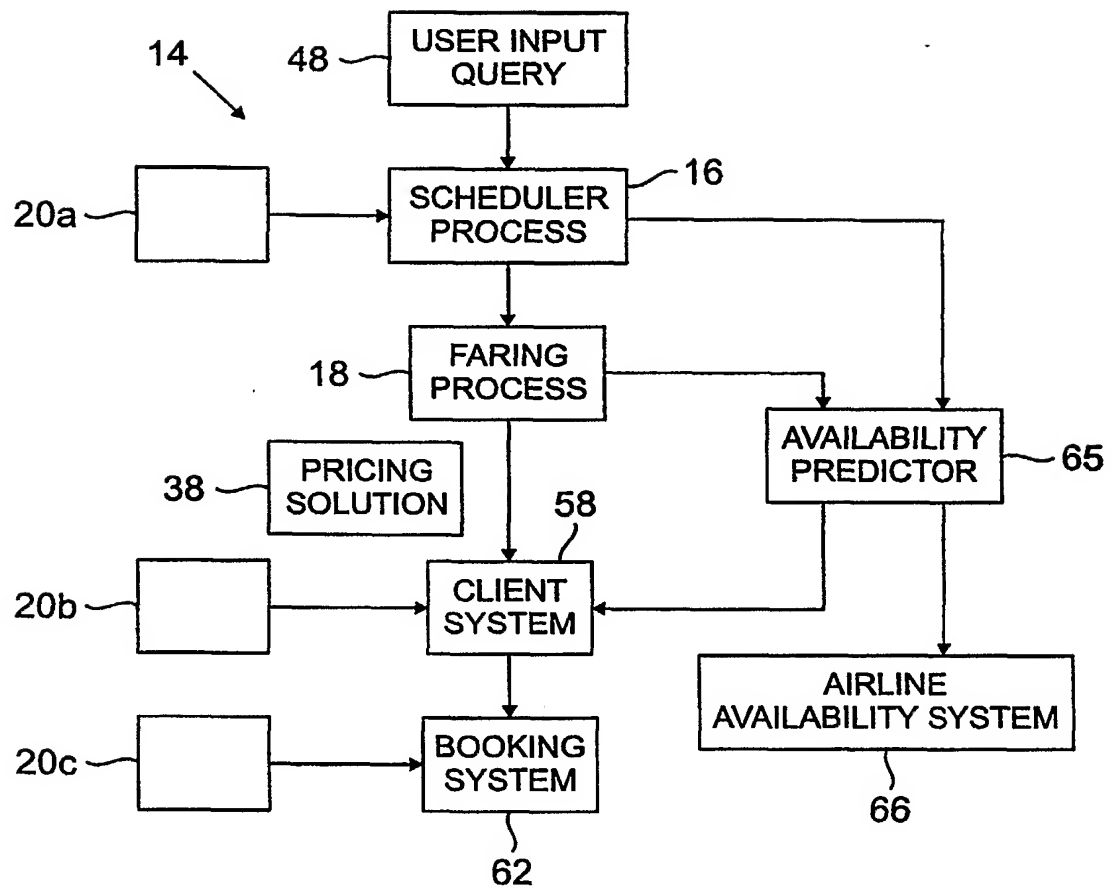 USER INPUT
QUERY
48
14
16
SCHEDULER
PROCESS
20a
FARING
PROCESS
18
AVAILABILITY
PREDICTOR
65
PRICING
SOLUTION
38
58
CLIENT
SYSTEM
20b
AIRLINE
AVAILABILITY SYSTEM
66
BOOKING
SYSTEM
20c
62